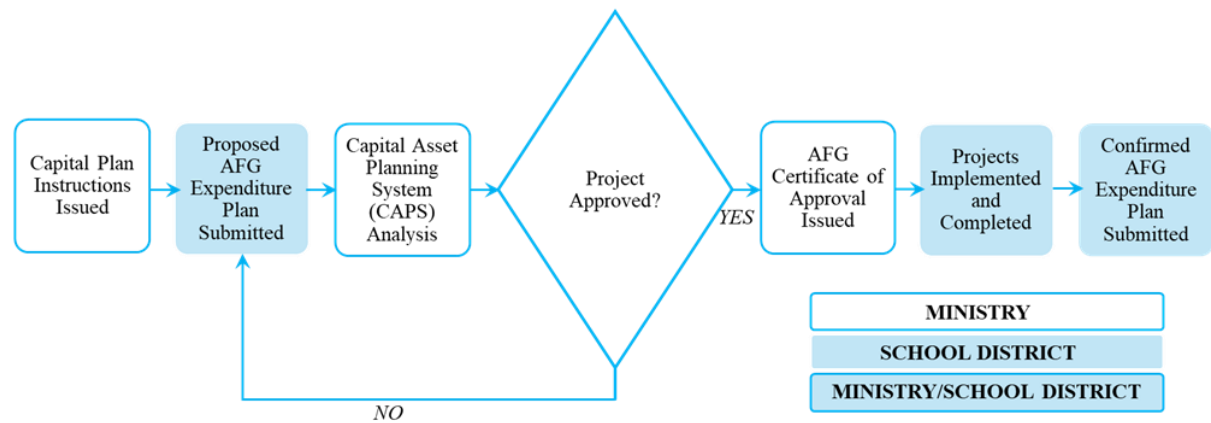 Capital Plan
Instructions
Issued
Proposed
AFG
Expenditure
Plan
Submitted
Capital Asset
Planning
System
(CAPS)
Analysis
Project
Approved?
YES
NO
AFG
Certificate of
Approval
Issued
Projects
Implemented
and
Completed
Confirmed
AFG
Expenditure
Plan
Submitted
MINISTRY
SCHOOL DISTRICT
MINISTRY/SCHOOL DISTRICT